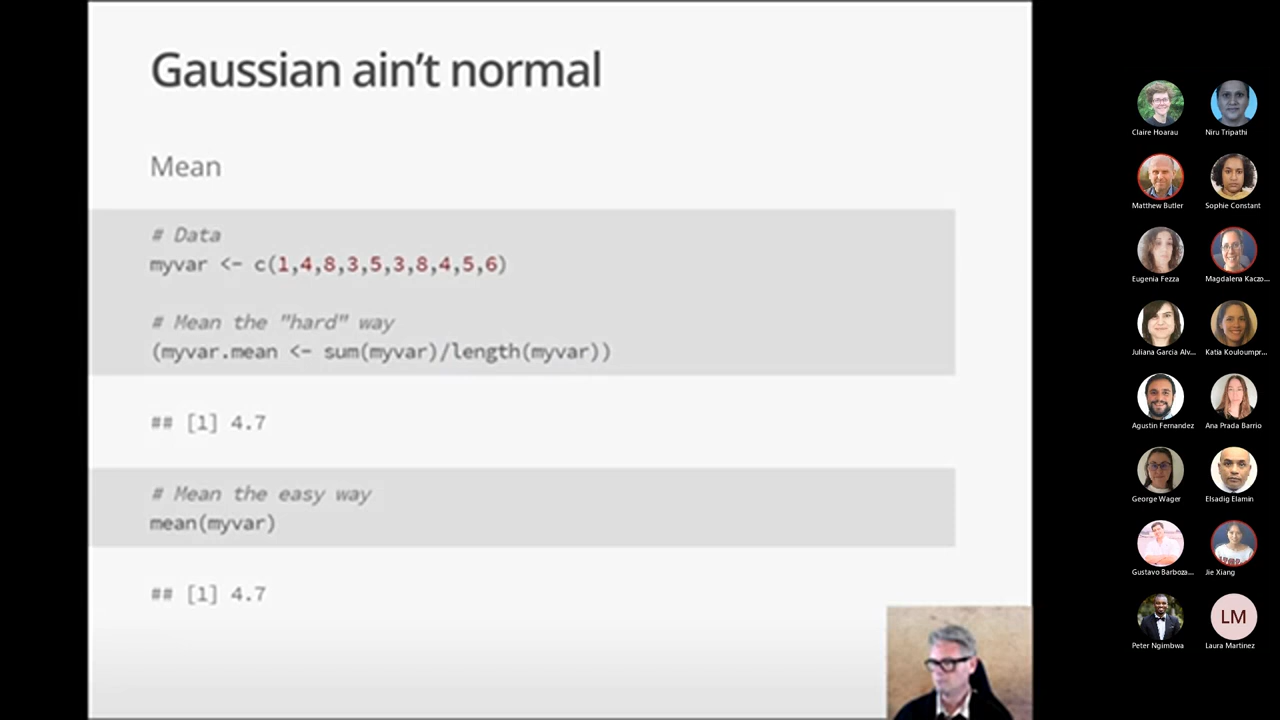 Gaussian ain't normal
Mean
# Data
myvar <- c(1,4,8,3,5,3,8,4,5,6)
# Mean the "hard" way
(myvar.mean <- sum(myvar)/length(myvar))
## [1] 4.7
# Mean the easy way
mean(myvar)
## [1] 4.7
Claire Hoarau
Niru Tripathi
Matthew Butler
Sophie Constant
Eugenia Fezza
Magdalena Kaczo...
Juliana Garcia Alv...
Katia Kouloumpr...
Agustin Fernandez
Ana Prada Barrio
George Wager
Elsadig Elamin
Gustavo Barboza...
Jie Xiang
Peter Ngimbwa
LM
Laura Martinez